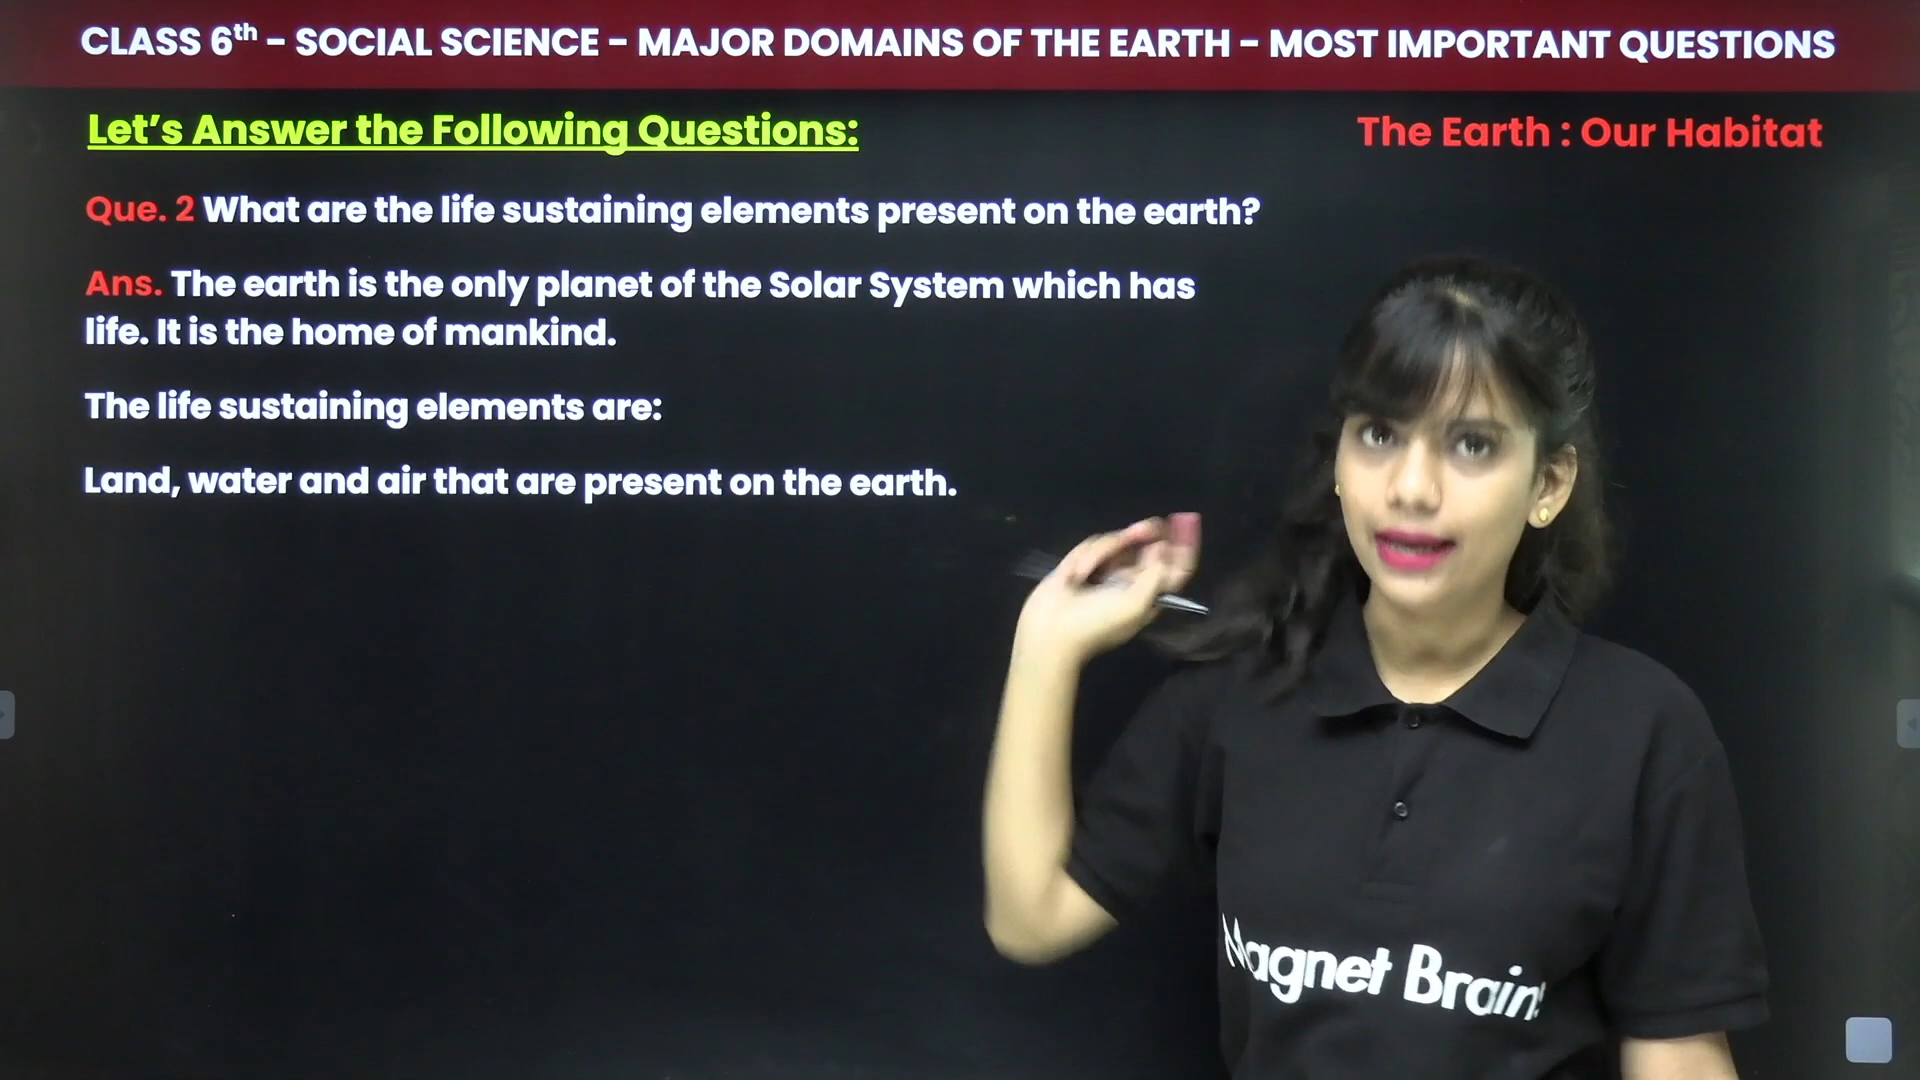 CLASS 6th - SOCIAL SCIENCE - MAJOR DOMAINS OF THE EARTH - MOST IMPORTANT QUESTIONS
Let's Answer the Following Questions:
The Earth : Our Habitat
Que. 2 What are the life sustaining elements present on the earth?
Ans. The earth is the only planet of the Solar System which has
life. It is the home of mankind.
The life sustaining elements are:
Land, water and air that are present on the earth.
Magnet Brains